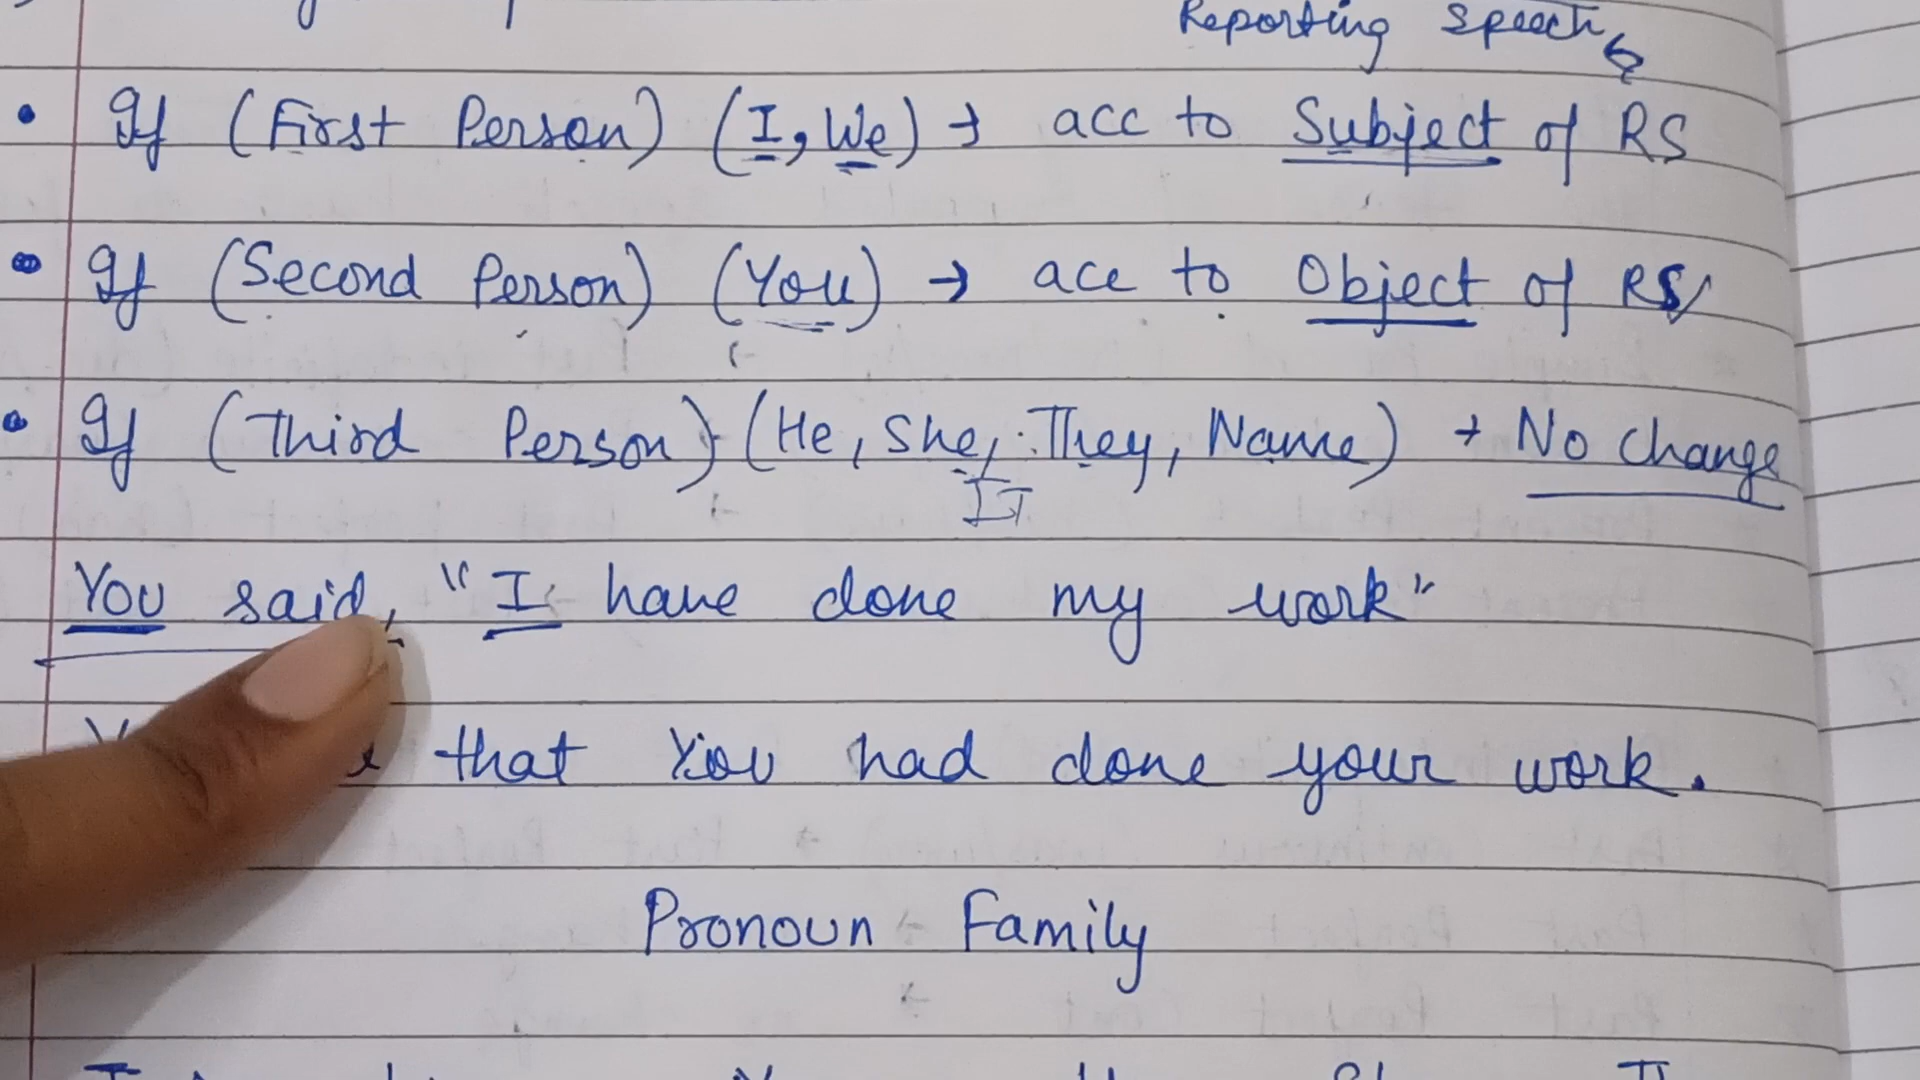 Reporting Speech
• If (First Person) (I, We) → acc to Subject of RS
• If (Second Person) (You) → acc to Object of RS
• If (Third Person) (He, She, They, Name) → No change
IT
You said, "I have done my work"
that You had done your work.
Pronoun Family